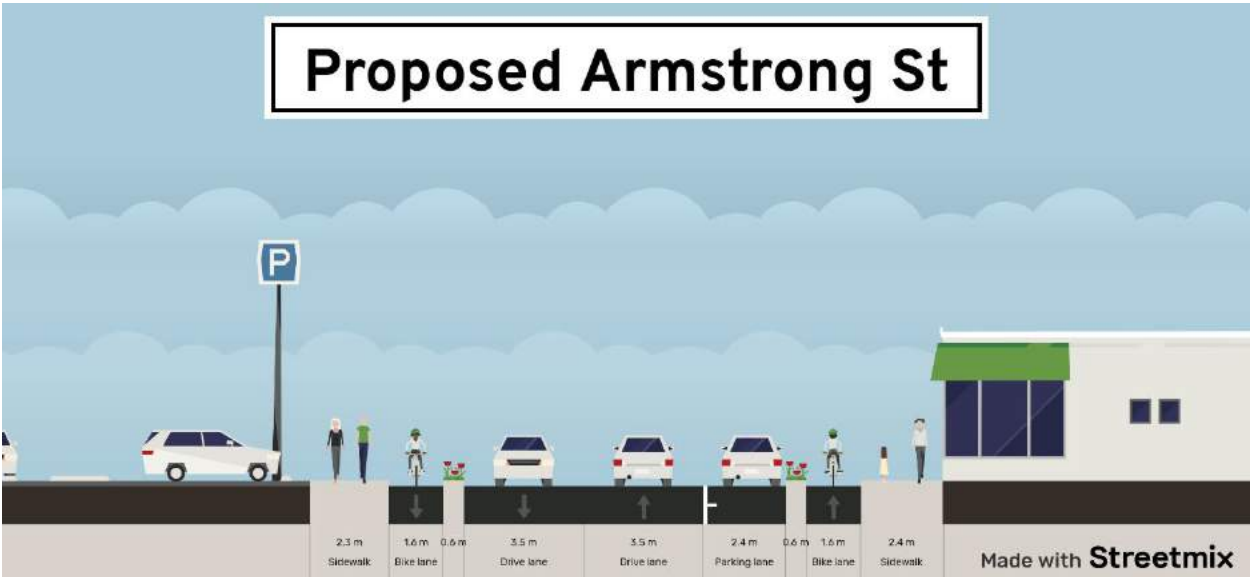 Proposed Armstrong St
P
2.3 m 1.6 m 0.6 m 3.5 m 3.5 m 2.4 m 0.6 m 1.6 m 2.4 m
Sidewalk Bike lane Drive lane Drive lane Parking lane Bike lane Sidewalk
Made with Streetmix